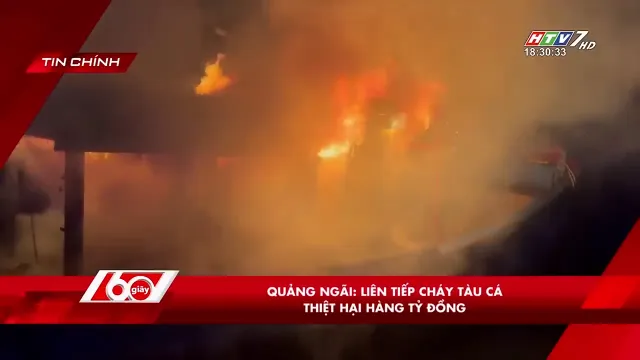 TIN CHÍNH
HTV7 HD
18:30:33
60 giây
QUẢNG NGÃI: LIÊN TIẾP CHÁY TÀU CÁ
THIỆT HẠI HÀNG TỶ ĐỒNG